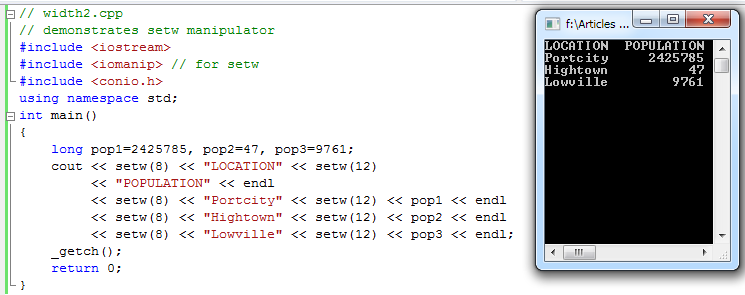 // width2.cpp
// demonstrates setw manipulator
#include <iostream>
#include <iomanip> // for setw
#include <conio.h>
using namespace std;
int main()
{
    long pop1=2425785, pop2=47, pop3=9761;
    cout << setw(8) << "LOCATION" << setw(12)
         << "POPULATION" << endl
         << setw(8) << "Portcity" << setw(12) << pop1 << endl
         << setw(8) << "Hightown" << setw(12) << pop2 << endl
         << setw(8) << "Lowville" << setw(12) << pop3 << endl;
    _getch();
    return 0;
}
f:\Articles ...
LOCATION  POPULATION
Portcity     2425785
Hightown          47
Lowville        9761